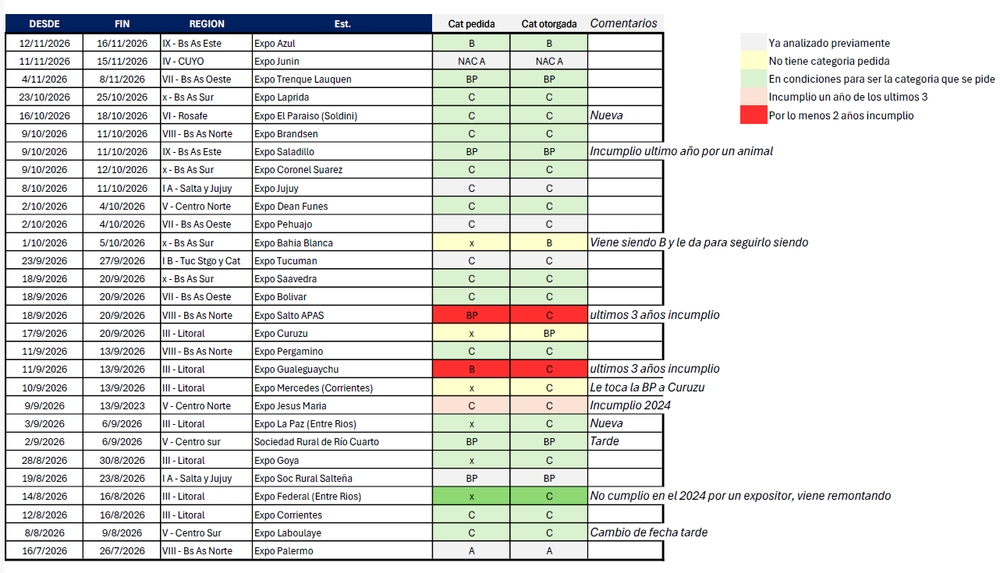 DESDE FIN REGION Est. Cat pedida Cat otorgada Comentarios
12/11/2026 16/11/2026 IX - Bs As Este Expo Azul B B
11/11/2026 15/11/2026 IV - CUYO Expo Junin NAC A NAC A
4/11/2026 8/11/2026 VII - Bs As Oeste Expo Trenque Lauquen BP BP
23/10/2026 25/10/2026 x - Bs As Sur Expo Laprida C C
16/10/2026 18/10/2026 VI - Rosafe Expo El Paraiso (Soldini) C C Nueva
9/10/2026 11/10/2026 VIII - Bs As Norte Expo Brandsen C C
9/10/2026 11/10/2026 IX - Bs As Este Expo Saladillo BP BP Incumplio ultimo año por un animal
9/10/2026 12/10/2026 x - Bs As Sur Expo Coronel Suarez C C
8/10/2026 11/10/2026 I A - Salta y Jujuy Expo Jujuy C C
2/10/2026 4/10/2026 V - Centro Norte Expo Dean Funes C C
2/10/2026 4/10/2026 VII - Bs As Oeste Expo Pehuajo C C
1/10/2026 5/10/2026 x - Bs As Sur Expo Bahia Blanca x B Viene siendo B y le da para seguirlo siendo
23/9/2026 27/9/2026 I B - Tuc Stgo y Cat Expo Tucuman C C
18/9/2026 20/9/2026 x - Bs As Sur Expo Saavedra C C
18/9/2026 20/9/2026 VII - Bs As Oeste Expo Bolivar C C
18/9/2026 20/9/2026 VIII - Bs As Norte Expo Salto APAS BP C ultimos 3 años incumplio
17/9/2026 20/9/2026 III - Litoral Expo Curuzu x BP
11/9/2026 13/9/2026 VIII - Bs As Norte Expo Pergamino C C
11/9/2026 13/9/2026 III - Litoral Expo Gualeguaychu B C ultimos 3 años incumplio
10/9/2026 13/9/2026 III - Litoral Expo Mercedes (Corrientes) x C Le toca la BP a Curuzu
9/9/2026 13/9/2023 V - Centro Norte Expo Jesus Maria C C Incumplio 2024
3/9/2026 6/9/2026 III - Litoral Expo La Paz (Entre Rios) x C Nueva
2/9/2026 6/9/2026 V - Centro sur Sociedad Rural de Río Cuarto BP BP Tarde
28/8/2026 30/8/2026 III - Litoral Expo Goya x C
19/8/2026 23/8/2026 I A - Salta y Jujuy Expo Soc Rural Salteña BP BP
14/8/2026 16/8/2026 III - Litoral Expo Federal (Entre Rios) x C No cumplio en el 2024 por un expositor, viene remontando
12/8/2026 16/8/2026 III - Litoral Expo Corrientes C C
8/8/2026 9/8/2026 V - Centro Sur Expo Laboulaye C C Cambio de fecha tarde
16/7/2026 26/7/2026 VIII - Bs As Norte Expo Palermo A A
Ya analizado previamente
No tiene categoria pedida
En condiciones para ser la categoria que se pide
Incumplio un año de los ultimos 3
Por lo menos 2 años incumplio